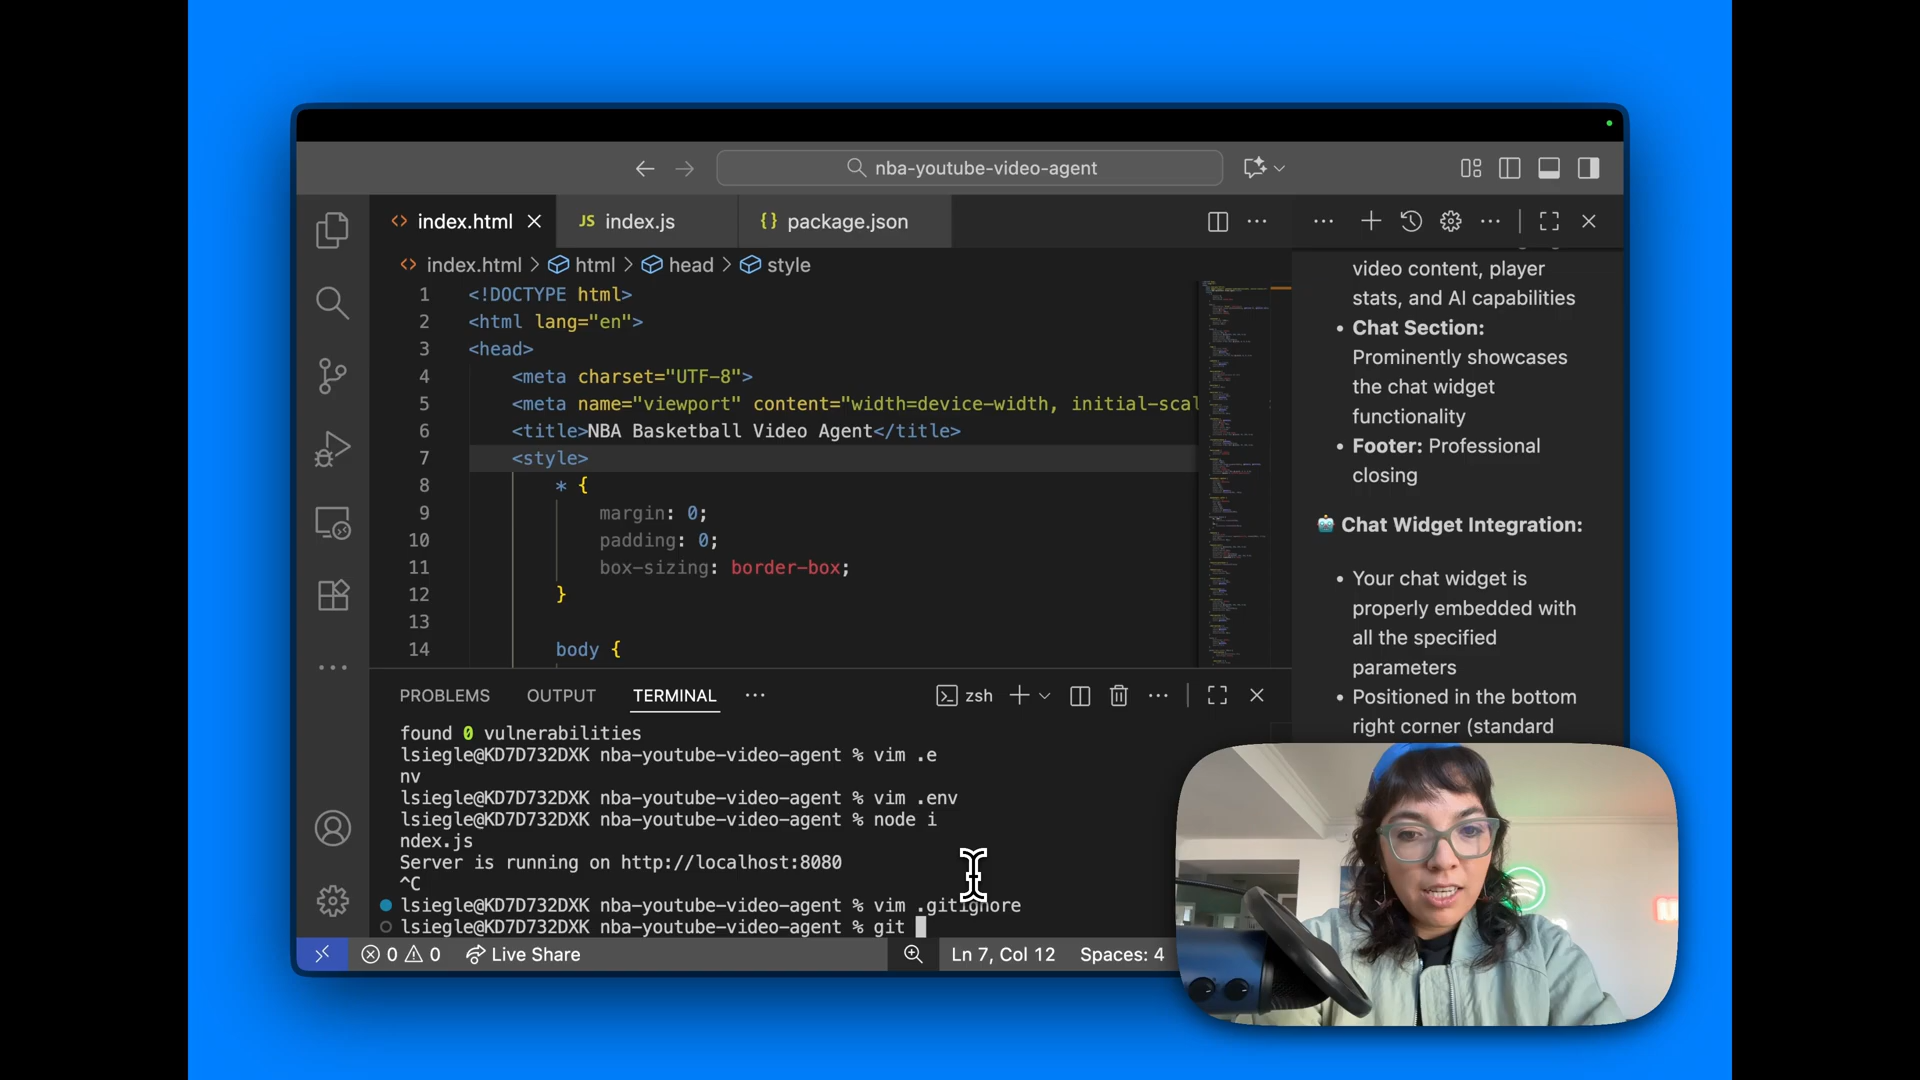 nba-youtube-video-agent
index.html
JS index.js
{} package.json
index.html > html > head > style
1 <!DOCTYPE html>
2 <html lang="en">
3 <head>
4 <meta charset="UTF-8">
5 <meta name="viewport" content="width=device-width, initial-scal
6 <title>NBA Basketball Video Agent</title>
7 <style>
8 * {
9 margin: 0;
10 padding: 0;
11 box-sizing: border-box;
12 }
13
14 body {
video content, player
stats, and AI capabilities
• Chat Section:
Prominently showcases
the chat widget
functionality
• Footer: Professional
closing
🤖 Chat Widget Integration:
• Your chat widget is
properly embedded with
all the specified
parameters
• Positioned in the bottom
right corner (standard
PROBLEMS OUTPUT TERMINAL ···
zsh
found 0 vulnerabilities
lsiegle@KD7D732DXK nba-youtube-video-agent % vim .e
nv
lsiegle@KD7D732DXK nba-youtube-video-agent % vim .env
lsiegle@KD7D732DXK nba-youtube-video-agent % node i
ndex.js
Server is running on http://localhost:8080
^C
lsiegle@KD7D732DXK nba-youtube-video-agent % vim .gitignore
lsiegle@KD7D732DXK nba-youtube-video-agent % git
0 0 Live Share
Ln 7, Col 12 Spaces: 4